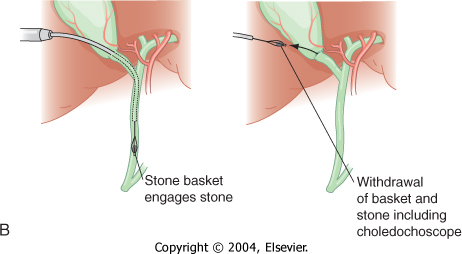 Stone basket
engages stone
Withdrawal
of basket and
stone including
choledochoscope
B
Copyright © 2004, Elsevier.